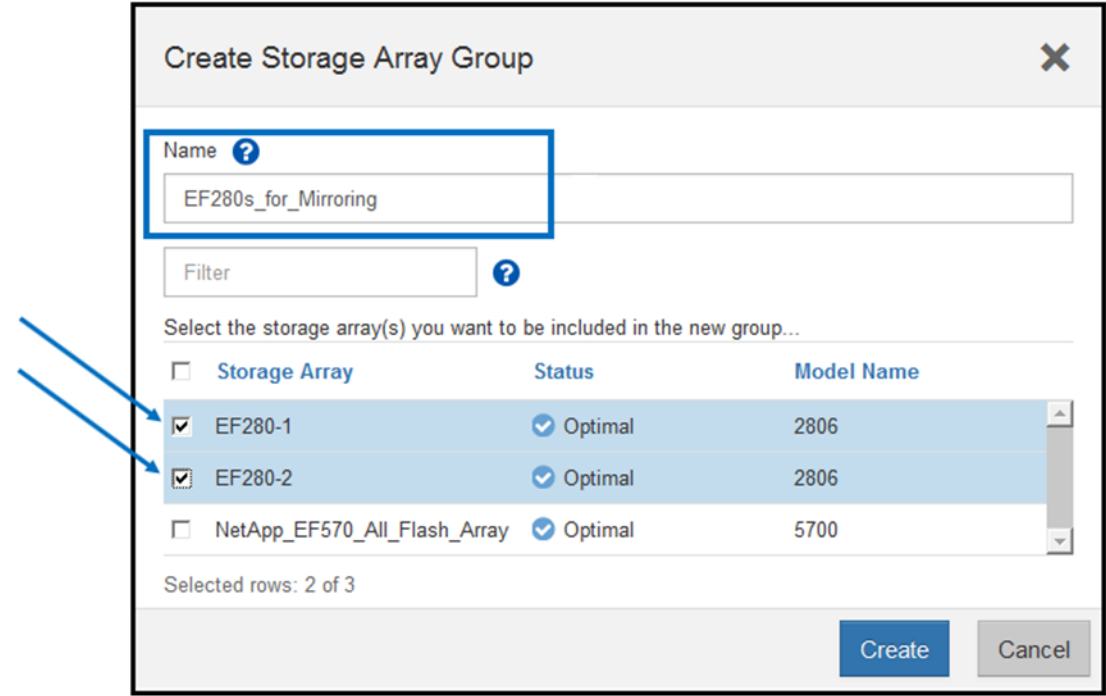 Create Storage Array Group
Name
EF280s_for_Mirroring
Filter
Select the storage array(s) you want to be included in the new group...
Storage Array Status Model Name
EF280-1 Optimal 2806
EF280-2 Optimal 2806
NetApp_EF570_All_Flash_Array Optimal 5700
Selected rows: 2 of 3
Create Cancel